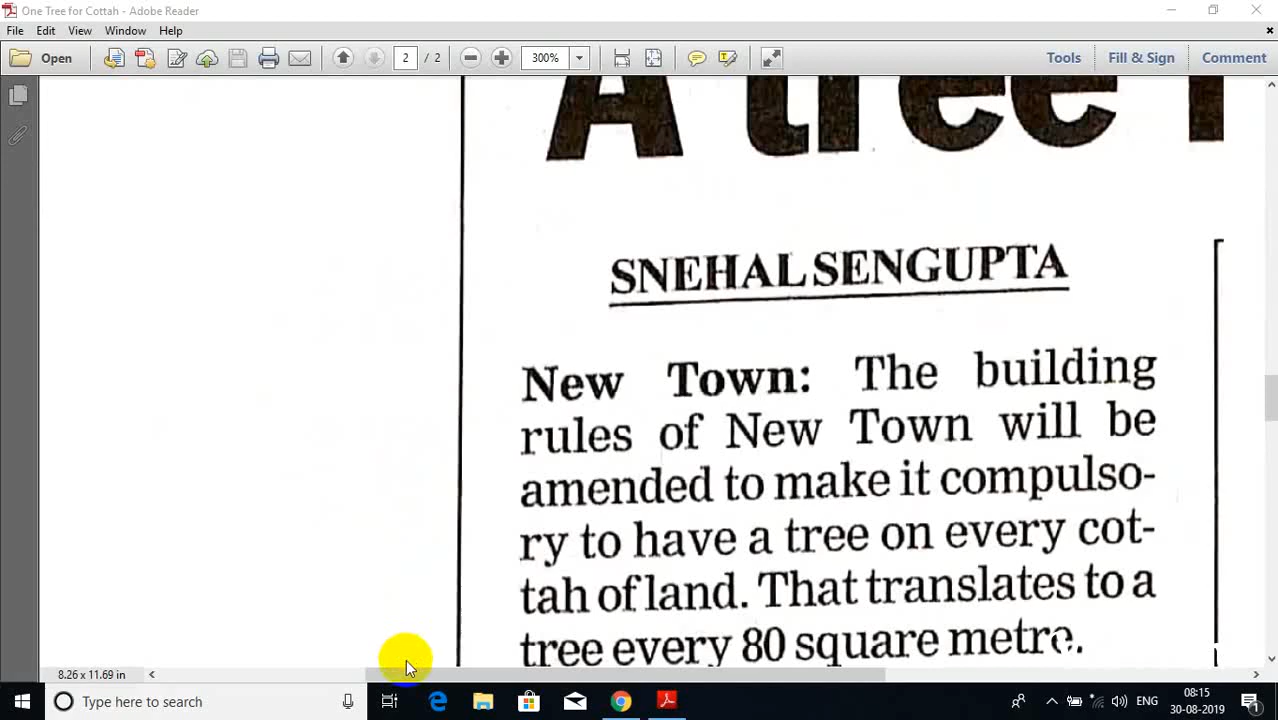 One Tree for Cottah - Adobe Reader
File Edit View Window Help
Open 2 / 2 300% Tools Fill & Sign Comment
A tree
SNEHAL SENGUPTA
New Town: The building
rules of New Town will be
amended to make it compulso-
ry to have a tree on every cot-
tah of land. That translates to a
tree every 80 square metre.
8.26 x 11.69 in
Type here to search
ENG
08:15
30-08-2019
1